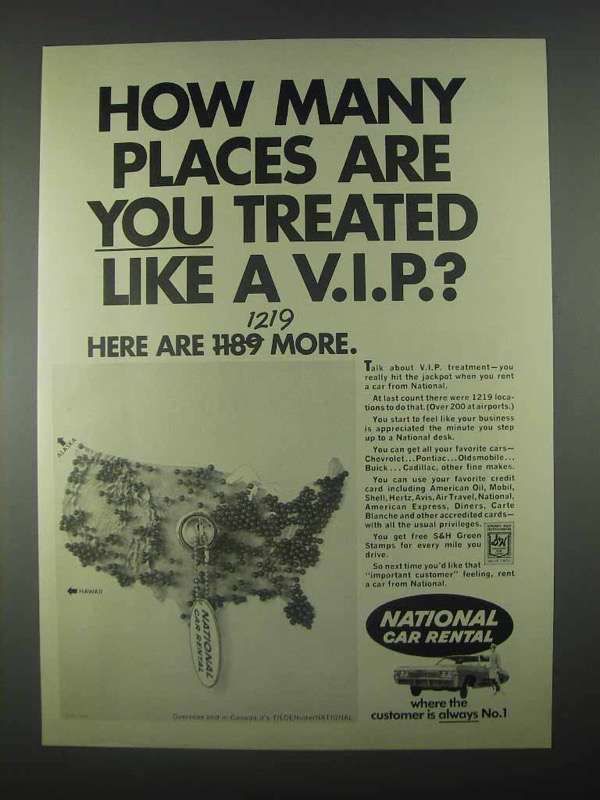 HOW MANY
PLACES ARE
YOU TREATED
LIKE A V.I.P.?
1219
HERE ARE 1189 MORE.
Talk about V.I.P. treatment—you
really hit the jackpot when you rent
a car from National.
At last count there were 1219 loca-
tions to do that. (Over 200 at airports.)
You start to feel like your business
is appreciated the minute you step
up to a National desk.
You can get all your favorite cars—
Chevrolet...Pontiac...Oldsmobile...
Buick...Cadillac, other fine makes.
You can use your favorite credit
card including American Oil, Mobil,
Shell, Hertz, Avis, Air Travel, National,
American Express, Diners, Carte
Blanche and other accredited cards—
with all the usual privileges.
You get free S&H Green
Stamps for every mile you
drive.
So next time you'd like that
"important customer" feeling, rent
a car from National.
S&H
ALASKA
HAWAII
NATIONAL
CAR RENTAL
NATIONAL
CAR RENTAL
where the
customer is always No.1
Overseas and in Canada it's TILDENinterNATIONAL